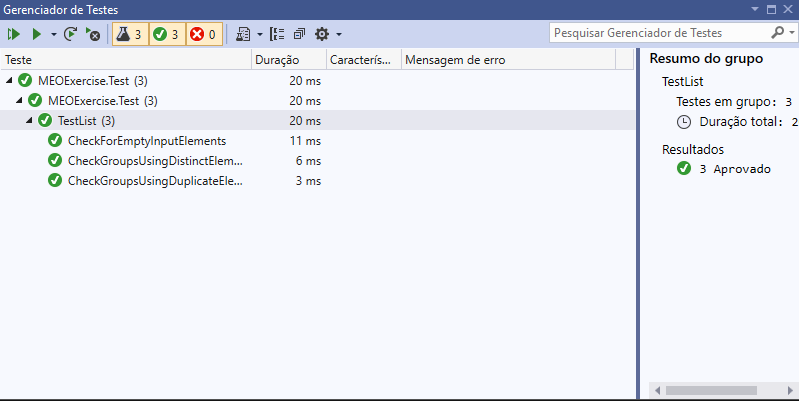 Gerenciador de Testes
3 3 0
Pesquisar Gerenciador de Testes
Teste Duração Caracterís... Mensagem de erro
MEOExercise.Test (3) 20 ms
MEOExercise.Test (3) 20 ms
TestList (3) 20 ms
CheckForEmptyInputElements 11 ms
CheckGroupsUsingDistinctElem... 6 ms
CheckGroupsUsingDuplicateEle... 3 ms
Resumo do grupo
TestList
Testes em grupo: 3
Duração total: 2
Resultados
3 Aprovado